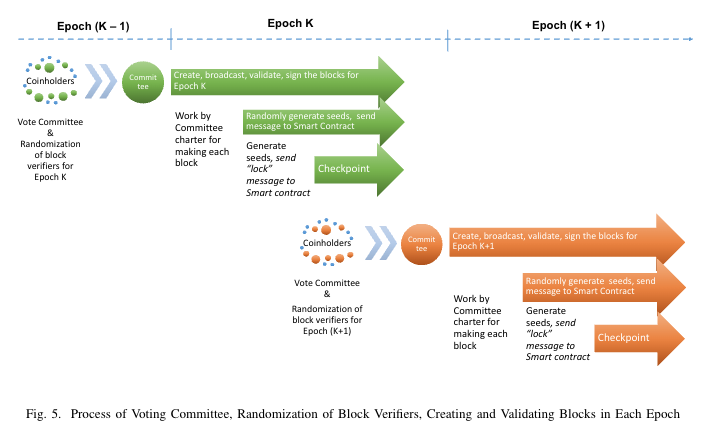 Epoch (K – 1)
Epoch K
Epoch (K + 1)
Coinholders
Commit
tee
Create, broadcast, validate, sign the blocks for
Epoch K
Vote Committee
&
Randomization
of block
verifiers for
Epoch K
Work by
Committee
charter for
making each
block
Randomly generate seeds, send
message to Smart Contract
Generate
seeds, send
“lock”
message to
Smart contract
Checkpoint
Coinholders
Commit
tee
Create, broadcast, validate, sign the blocks for
Epoch K+1
Vote Committee
&
Randomization of
block verifiers for
Epoch (K+1)
Work by
Committee
charter for
making each
block
Randomly generate seeds, send
message to Smart Contract
Generate
seeds, send
“lock”
message to
Smart contract
Checkpoint
Fig. 5. Process of Voting Committee, Randomization of Block Verifiers, Creating and Validating Blocks in Each Epoch